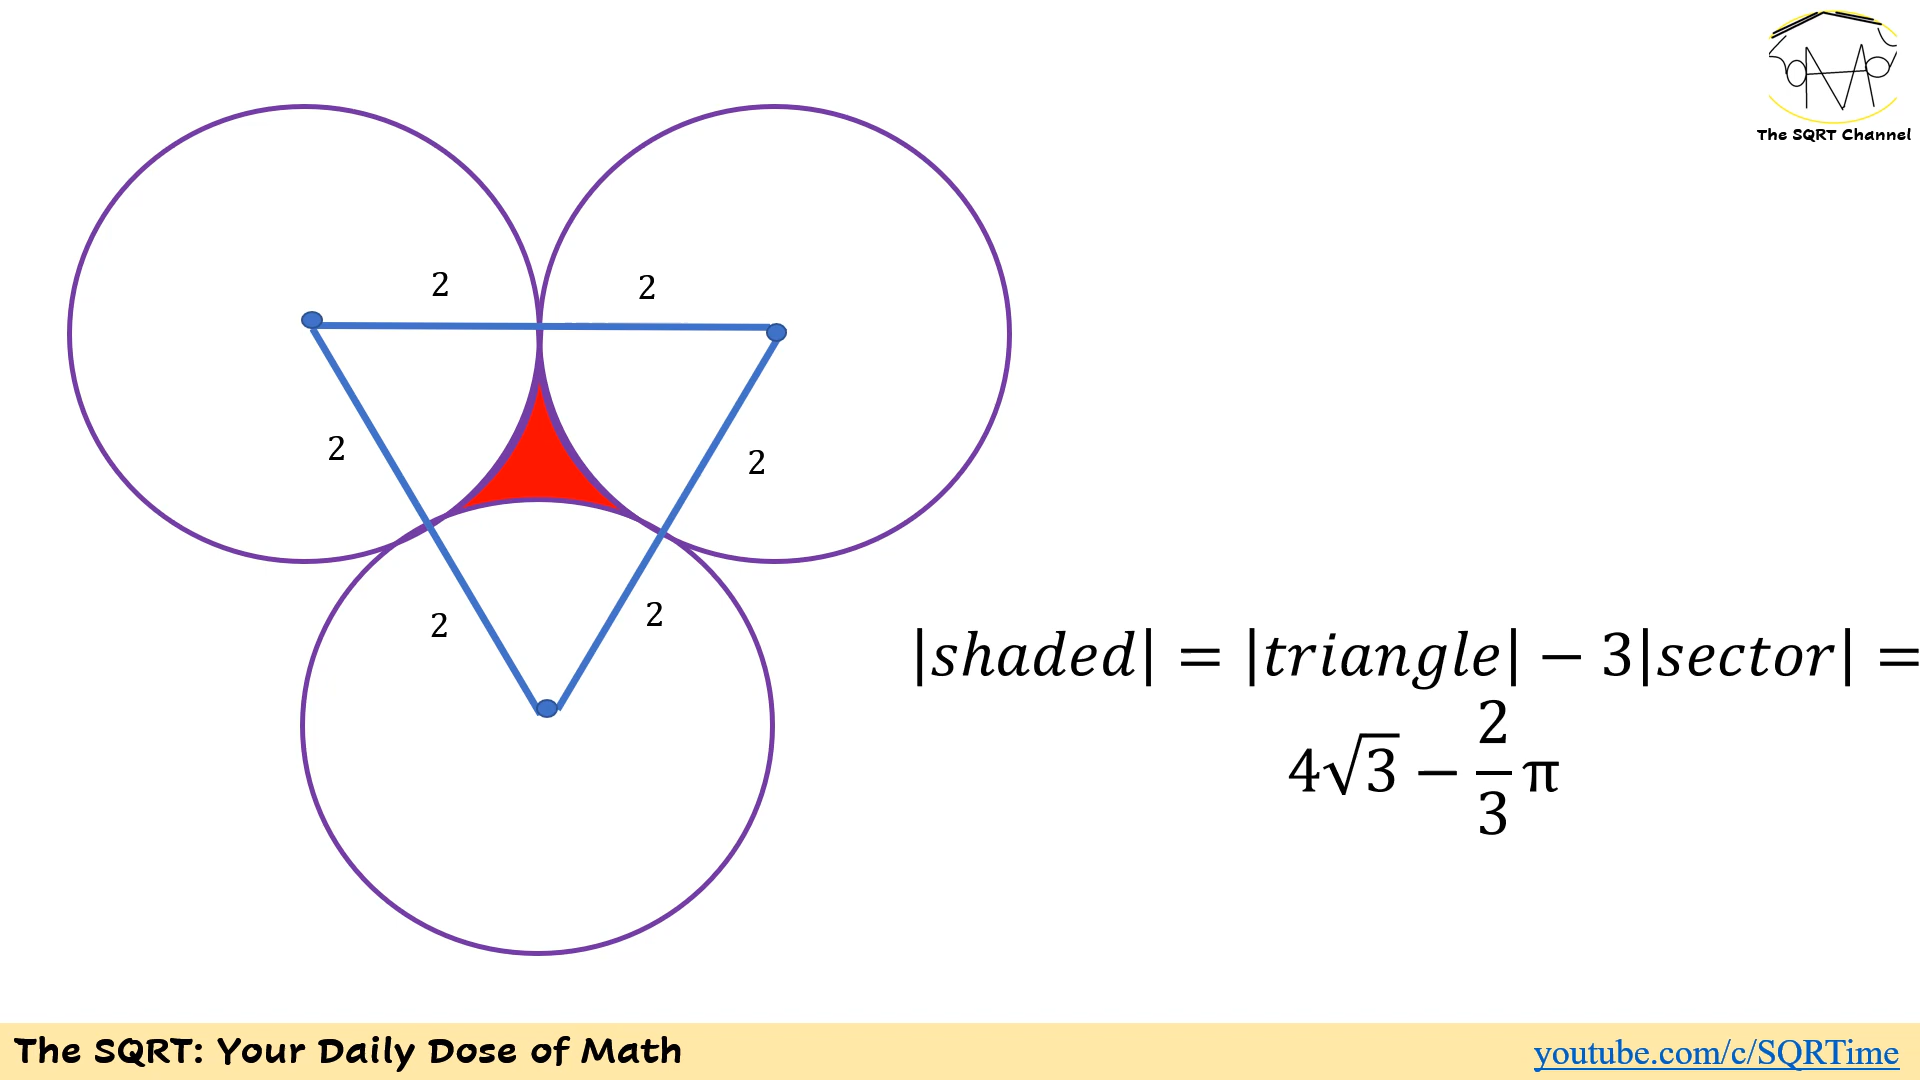 The SQRT Channel
2
2
2
2
2
2
|shaded| = |triangle| − 3|sector| =
4√3 − 2/3 π
The SQRT: Your Daily Dose of Math
youtube.com/c/SQRTime